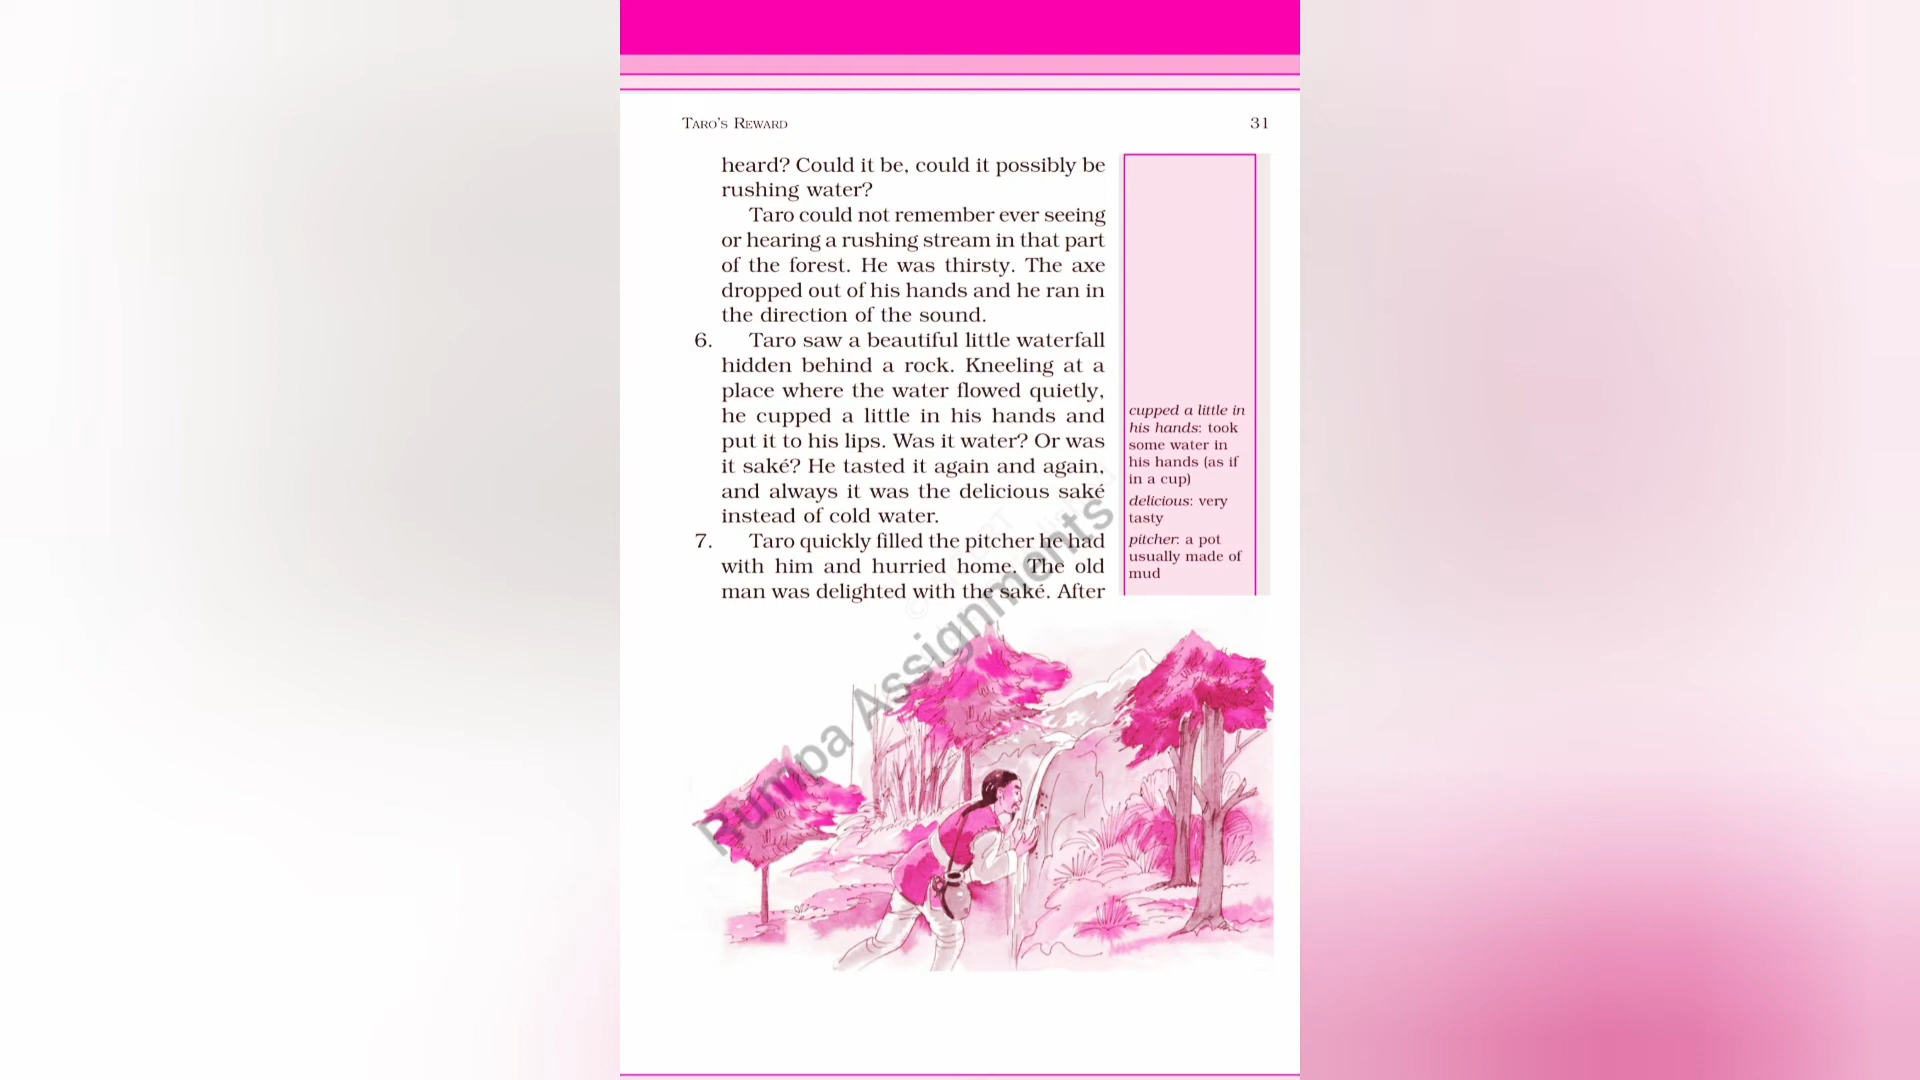 TARO'S REWARD
31
heard? Could it be, could it possibly be
rushing water?
Taro could not remember ever seeing
or hearing a rushing stream in that part
of the forest. He was thirsty. The axe
dropped out of his hands and he ran in
the direction of the sound.
6. Taro saw a beautiful little waterfall
hidden behind a rock. Kneeling at a
place where the water flowed quietly,
he cupped a little in his hands and
put it to his lips. Was it water? Or was
it saké? He tasted it again and again,
and always it was the delicious saké
instead of cold water.
7. Taro quickly filled the pitcher he had
with him and hurried home. The old
man was delighted with the saké. After
cupped a little in
his hands: took
some water in
his hands (as if
in a cup)
delicious: very
tasty
pitcher: a pot
usually made of
mud
Rumpa Assignments